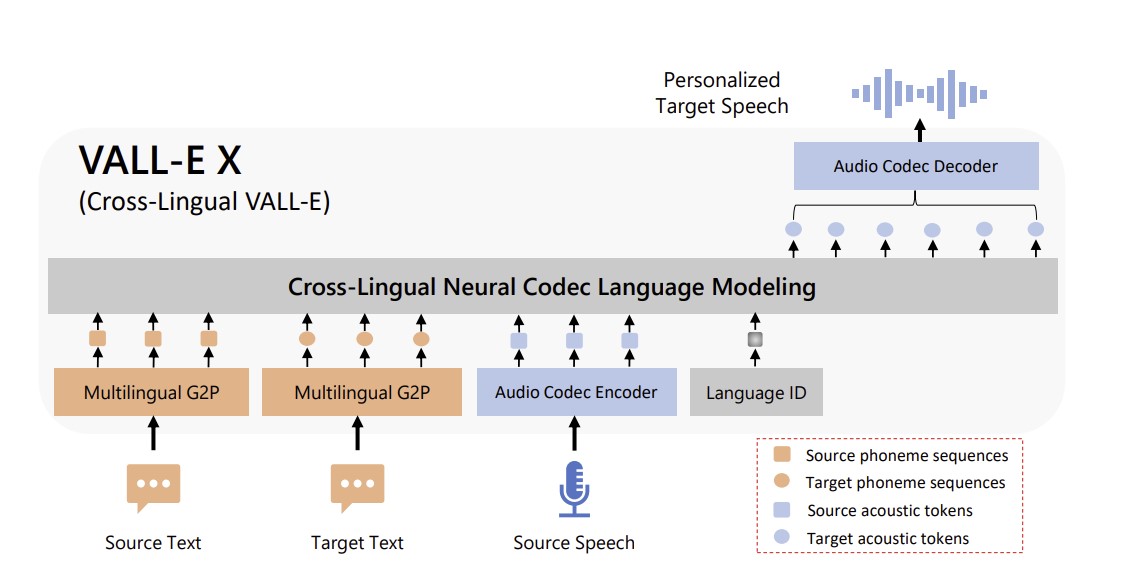 Personalized
Target Speech
VALL-E X
(Cross-Lingual VALL-E)
Audio Codec Decoder
Cross-Lingual Neural Codec Language Modeling
Multilingual G2P
Multilingual G2P
Audio Codec Encoder
Language ID
Source Text
Target Text
Source Speech
Source phoneme sequences
Target phoneme sequences
Source acoustic tokens
Target acoustic tokens